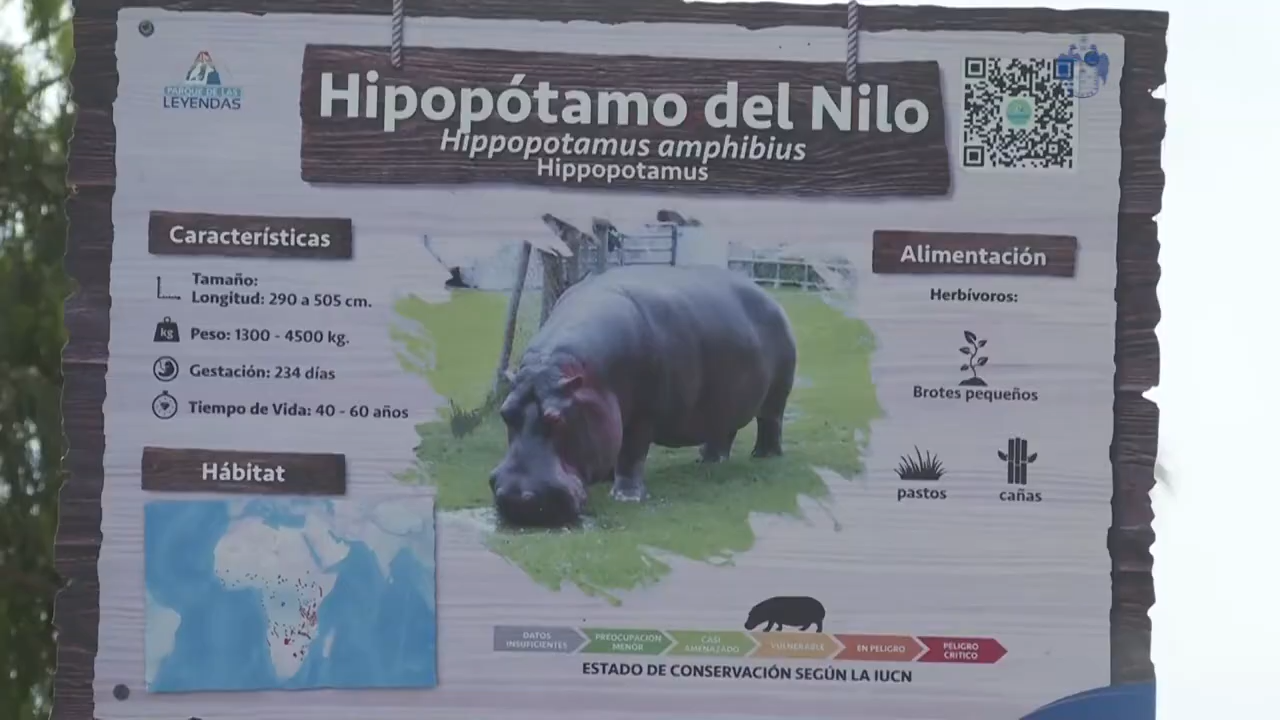 PARQUE DE LAS
LEYENDAS
Hipopótamo del Nilo
Hippopotamus amphibius
Hippopotamus
Características
Tamaño:
Longitud: 290 a 505 cm.
kg
Peso: 1300 - 4500 kg.
Gestación: 234 días
Tiempo de Vida: 40 - 60 años
Hábitat
Alimentación
Herbívoros:
Brotes pequeños
pastos
cañas
DATOS
INSUFICIENTES
PREOCUPACION
MENOR
CASI
AMENAZADO
VULNERABLE
EN PELIGRO
PELIGRO
CRITICO
ESTADO DE CONSERVACIÓN SEGÚN LA IUCN